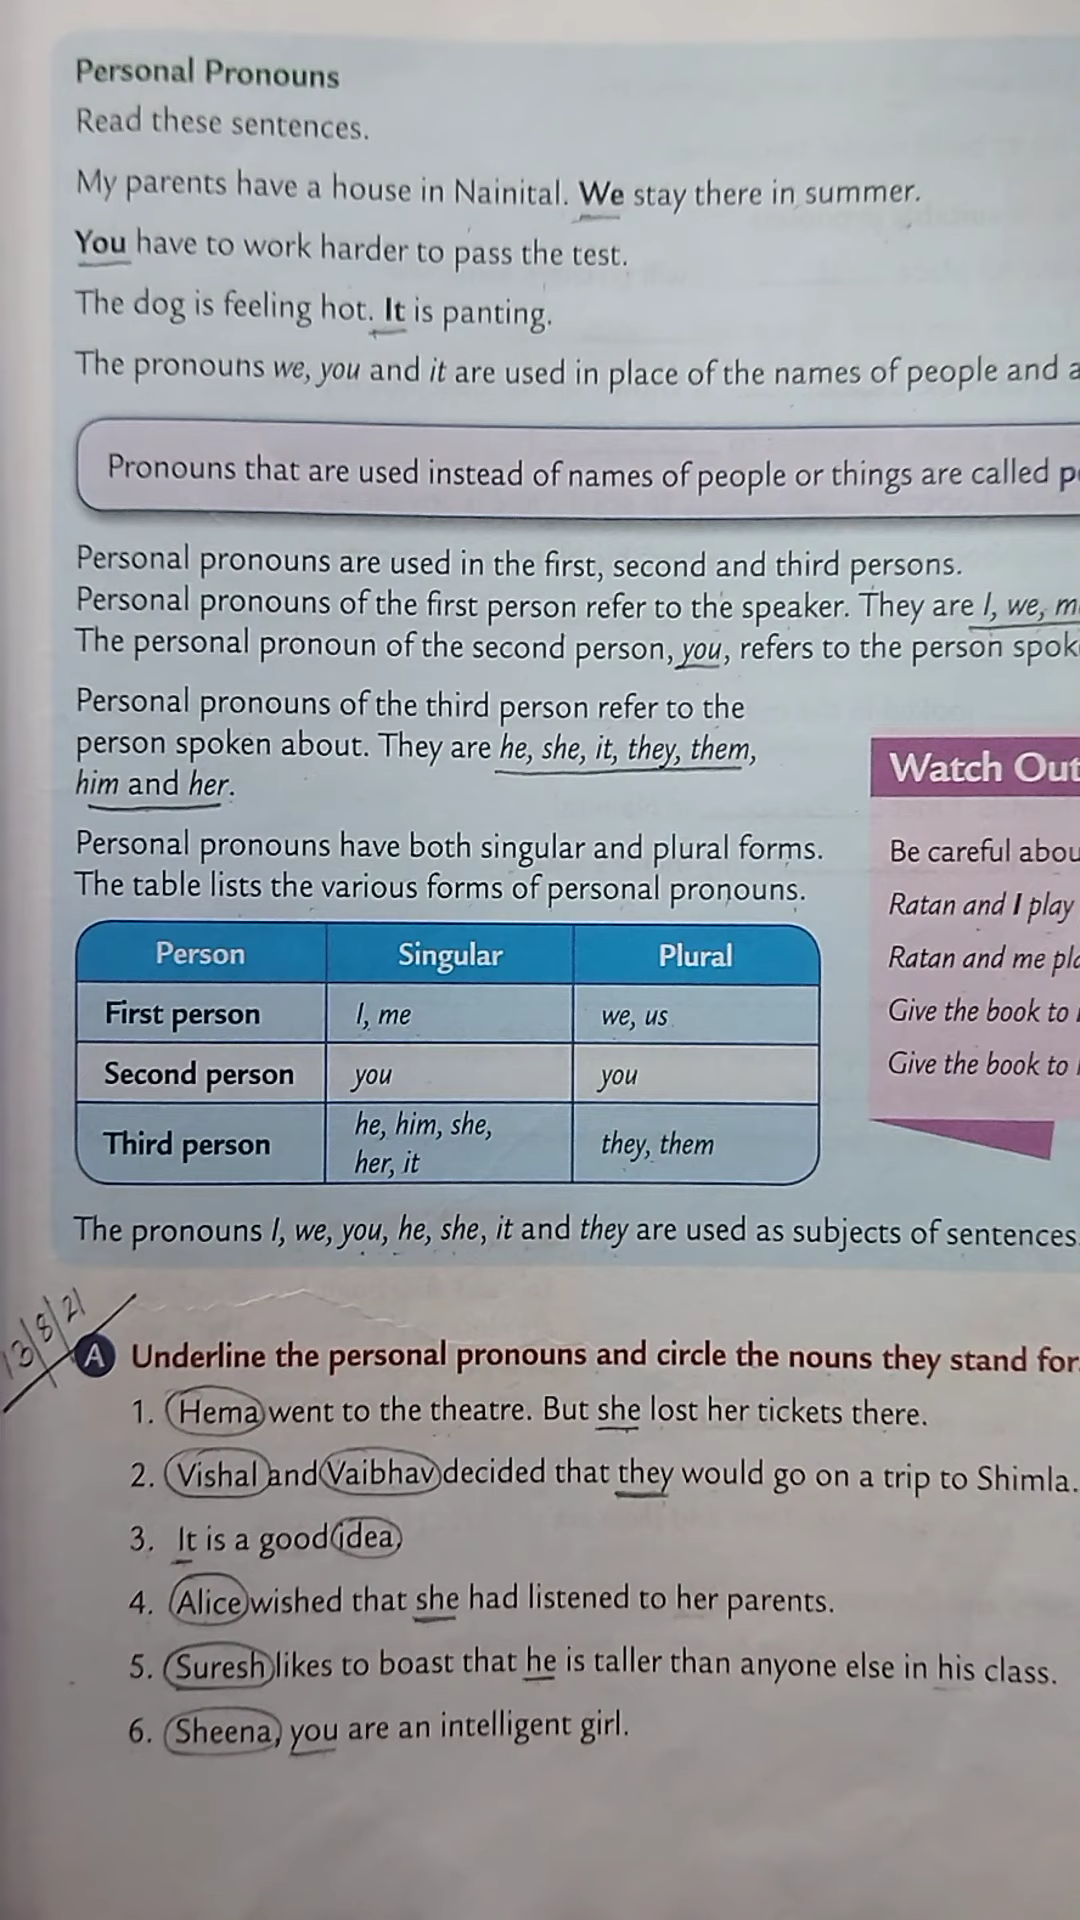 Personal Pronouns
Read these sentences.
My parents have a house in Nainital. We stay there in summer.
You have to work harder to pass the test.
The dog is feeling hot. It is panting.
The pronouns we, you and it are used in place of the names of people and
Pronouns that are used instead of names of people or things are called
Personal pronouns are used in the first, second and third persons.
Personal pronouns of the first person refer to the speaker. They are I, we,
The personal pronoun of the second person, you, refers to the person
Personal pronouns of the third person refer to the
person spoken about. They are he, she, it, they, them,
him and her.
Personal pronouns have both singular and plural forms.
The table lists the various forms of personal pronouns.
Watch Out
Be careful
Ratan and I play
Ratan and me
Give the book to
Give the book to
Person Singular Plural
First person I, me we, us
Second person you you
Third person he, him, she, her, it they, them
The pronouns I, we, you, he, she, it and they are used as subjects of sentences.
13/8/21
A Underline the personal pronouns and circle the nouns they stand for.
1. Hema went to the theatre. But she lost her tickets there.
2. Vishal and Vaibhav decided that they would go on a trip to Shimla.
3. It is a good idea.
4. Alice wished that she had listened to her parents.
5. Suresh likes to boast that he is taller than anyone else in his class.
6. Sheena, you are an intelligent girl.